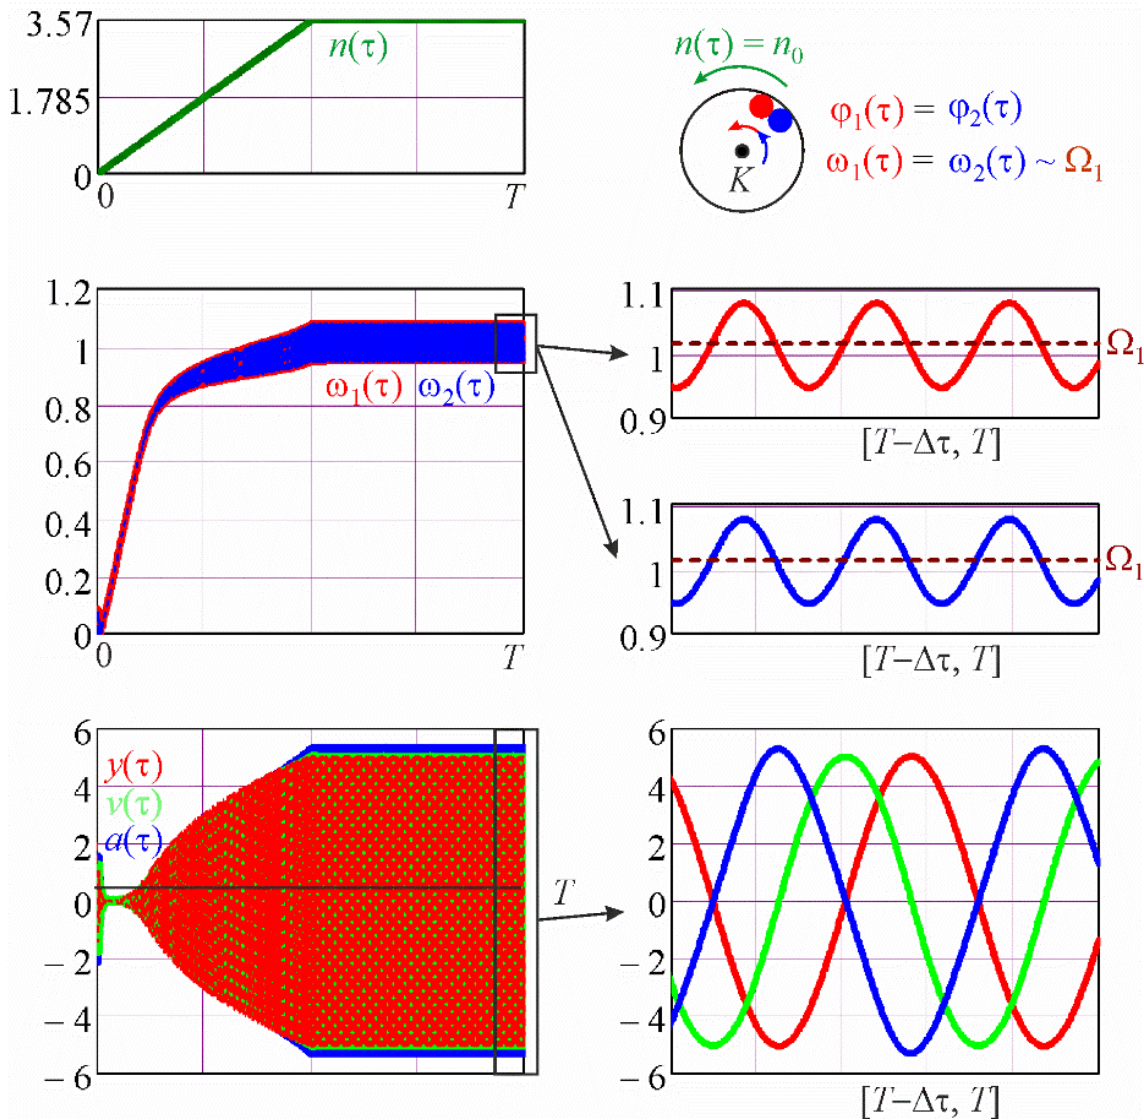 3.57
n(τ)
1.785
0
0
T
n(τ) = n₀
K
φ₁(τ) = φ₂(τ)
ω₁(τ) = ω₂(τ) ~ Ω₁
1.2
1
0.8
0.6
0.4
0.2
0
ω₁(τ) ω₂(τ)
0
T
1.1
1
0.9
Ω₁
[T−Δτ, T]
1.1
1
0.9
Ω₁
[T−Δτ, T]
6
4
2
0
− 2
− 4
− 6
y(τ)
v(τ)
a(τ)
T
6
4
2
0
− 2
− 4
− 6
[T−Δτ, T]